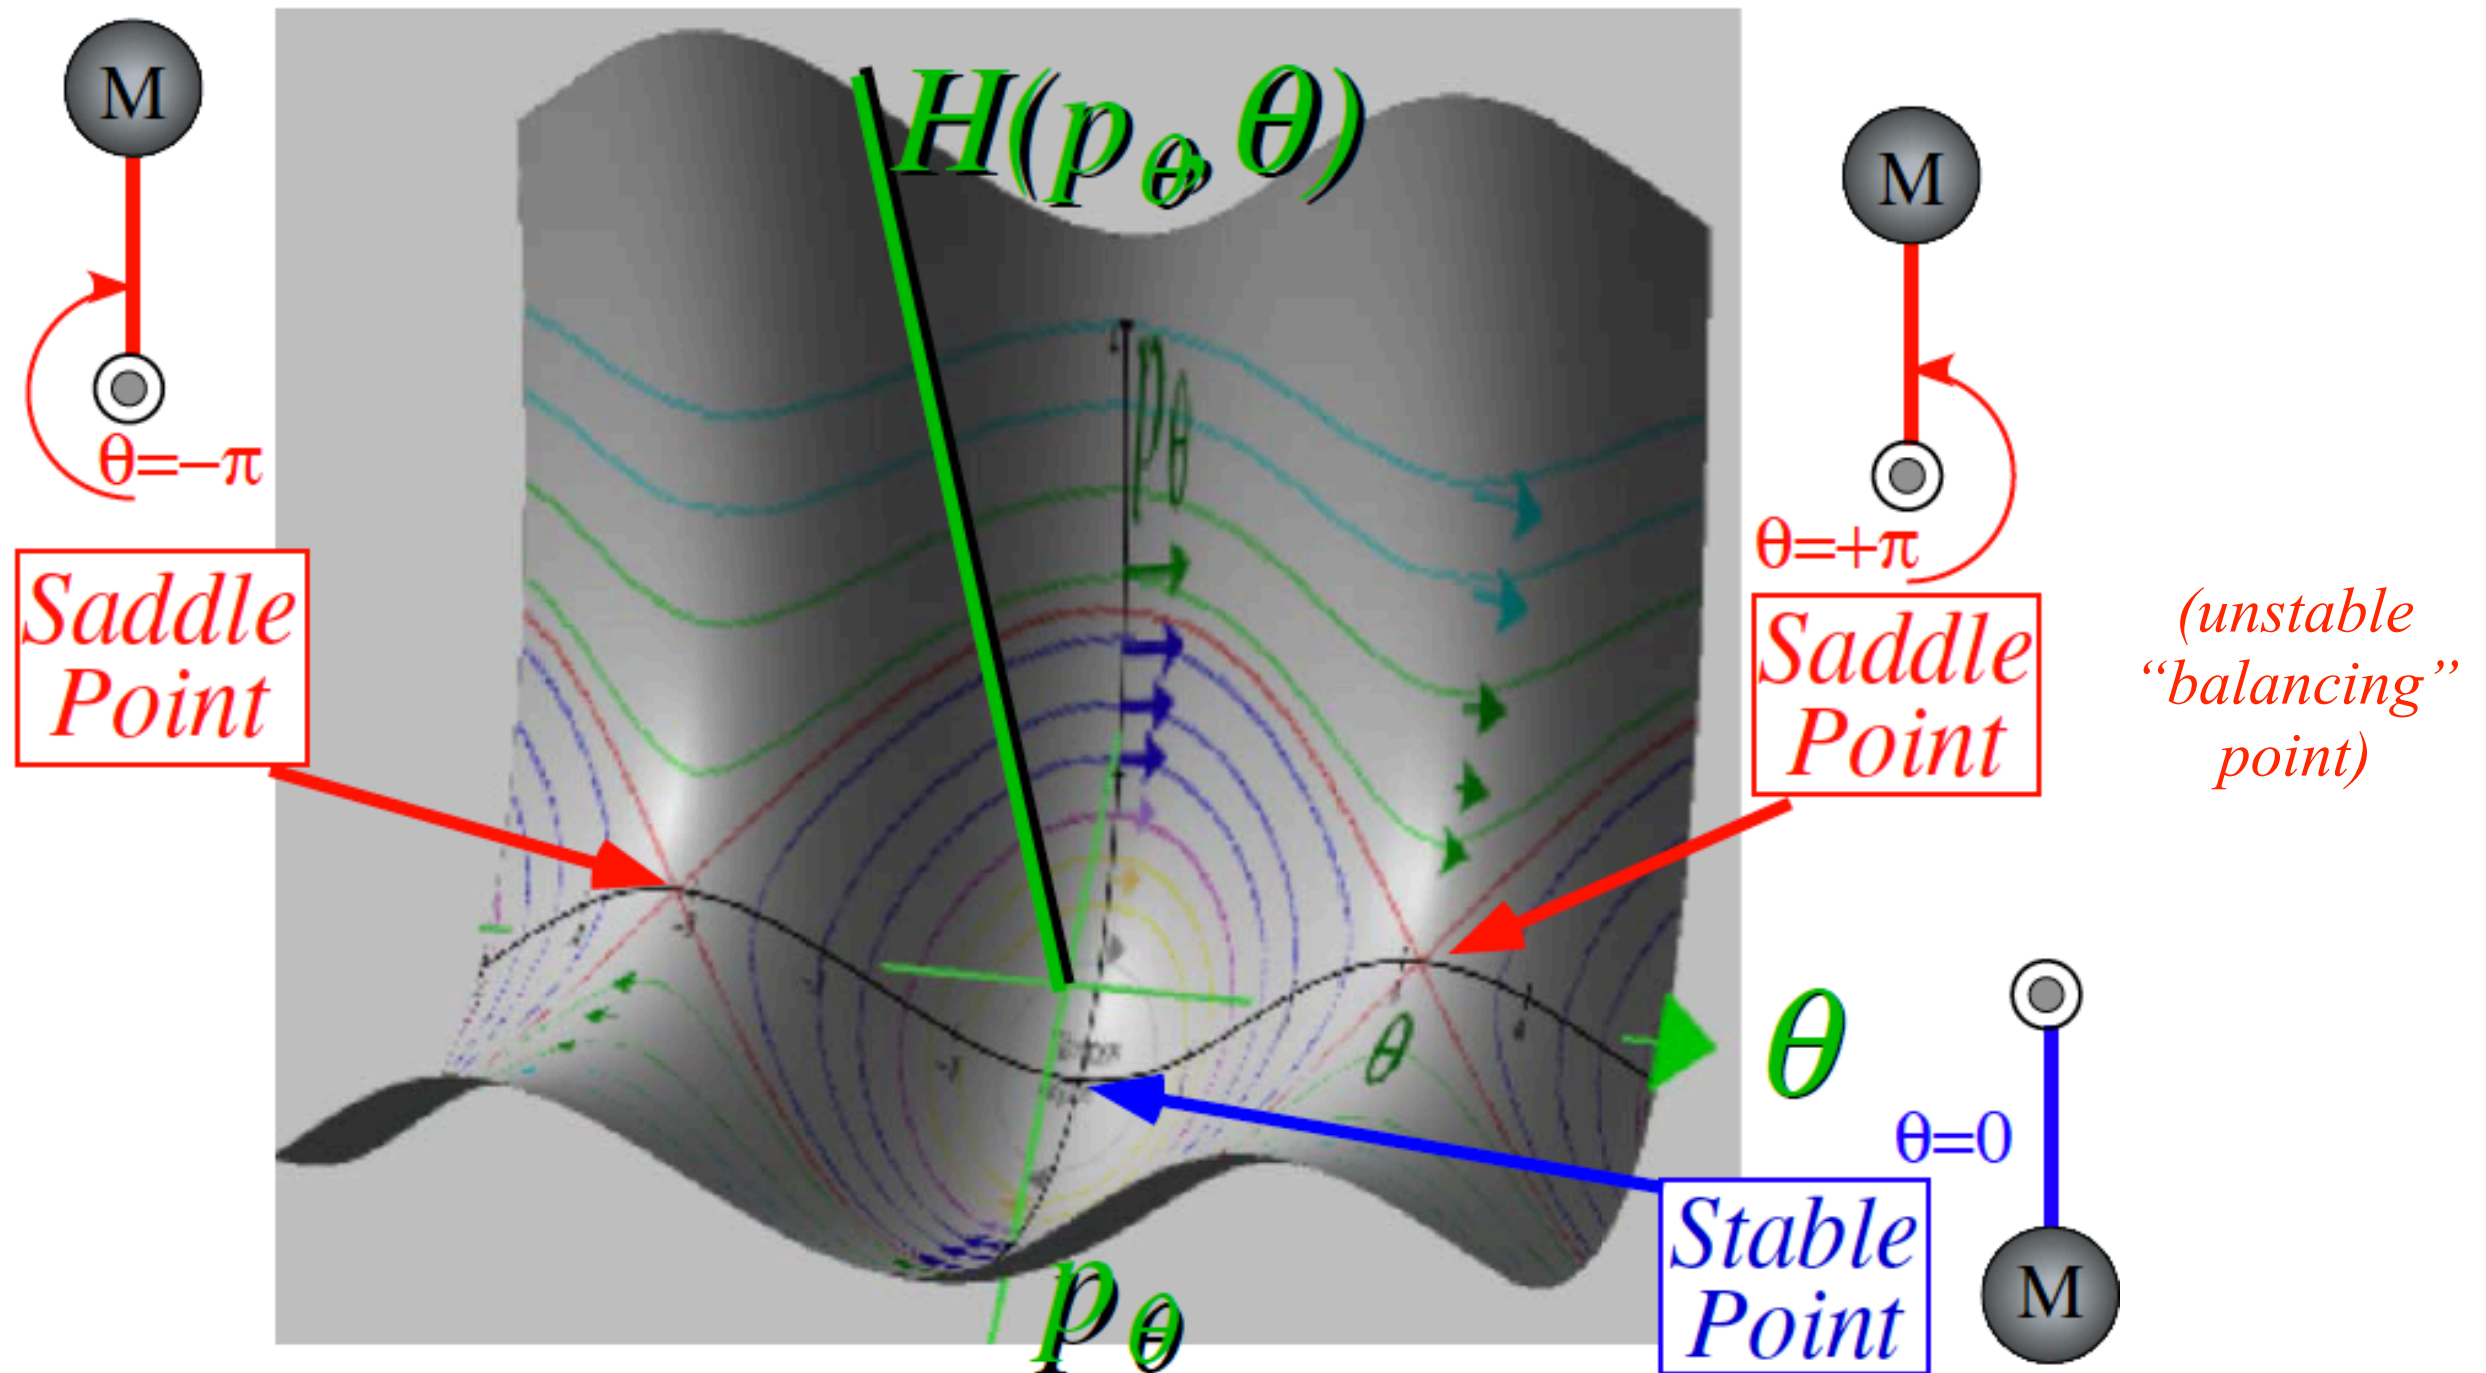 M
H(pθ, θ)
M
pθ
θ=−π
θ=+π
Saddle
Point
Saddle
Point
(unstable
“balancing”
point)
θ
θ
θ=0
Stable
Point
M
pθ